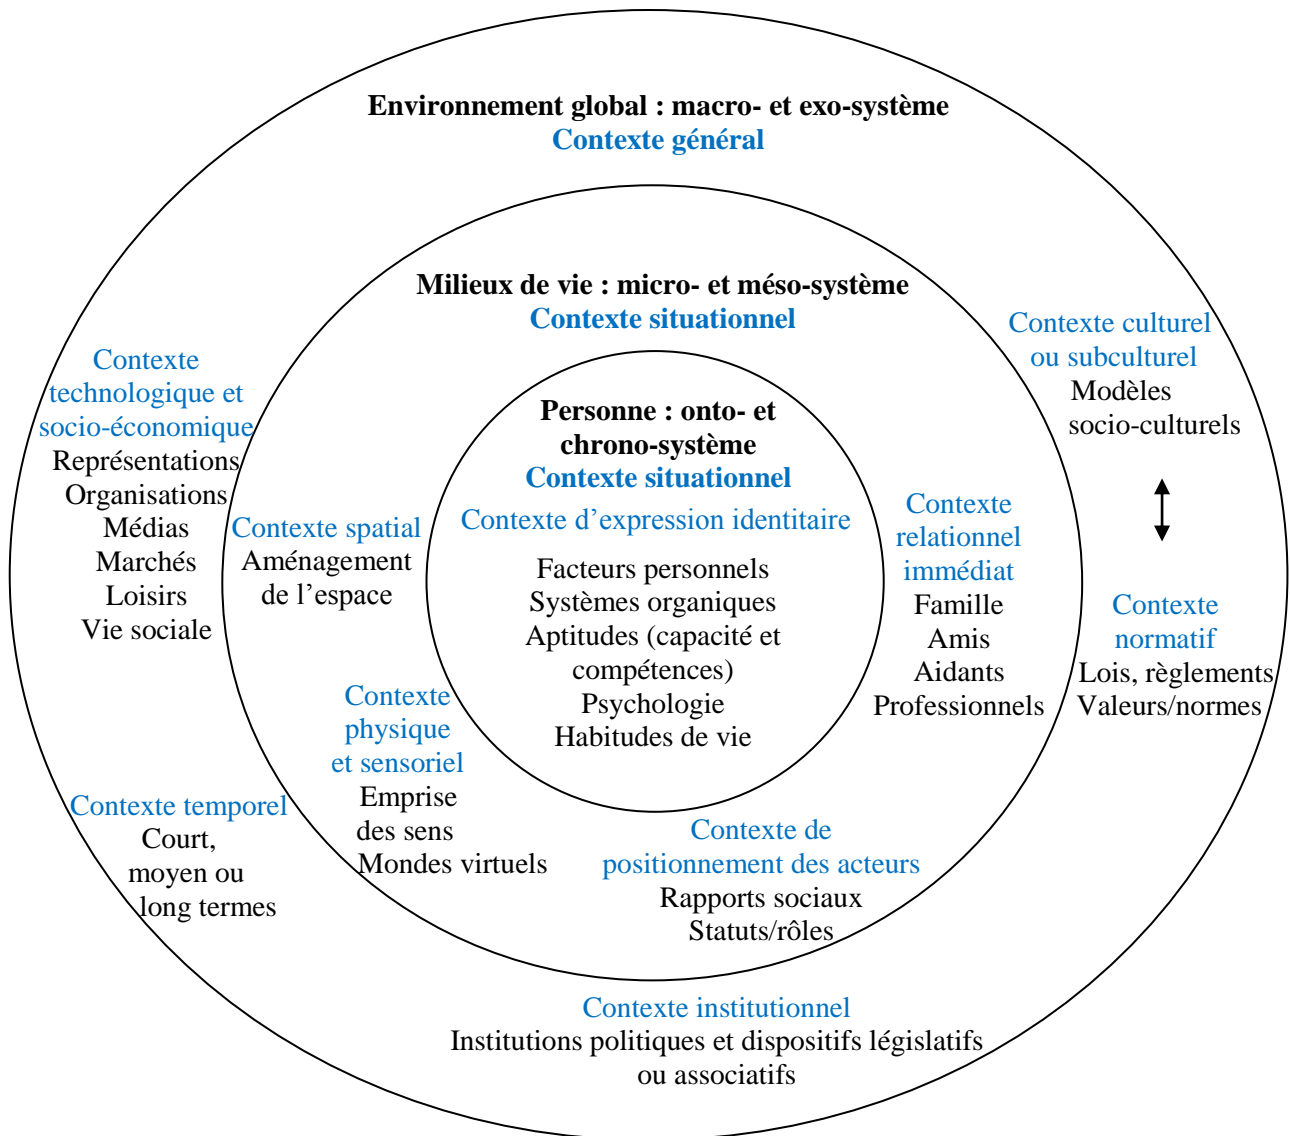 Environnement global : macro- et exo-système
Contexte général
Milieux de vie : micro- et méso-système
Contexte situationnel
Contexte culturel
ou subculturel
Modèles
socio-culturels
Contexte
technologique et
socio-économique
Représentations
Organisations
Médias
Marchés
Loisirs
Vie sociale
Personne : onto- et
chrono-système
Contexte situationnel
Contexte d’expression identitaire
Facteurs personnels
Systèmes organiques
Aptitudes (capacité et
compétences)
Psychologie
Habitudes de vie
Contexte spatial
Aménagement
de l’espace
Contexte
relationnel
immédiat
Famille
Amis
Aidants
Professionnels
Contexte
normatif
Lois, règlements
Valeurs/normes
Contexte
physique
et sensoriel
Emprise
des sens
Mondes virtuels
Contexte temporel
Court,
moyen ou
long termes
Contexte de
positionnement des acteurs
Rapports sociaux
Statuts/rôles
Contexte institutionnel
Institutions politiques et dispositifs législatifs
ou associatifs